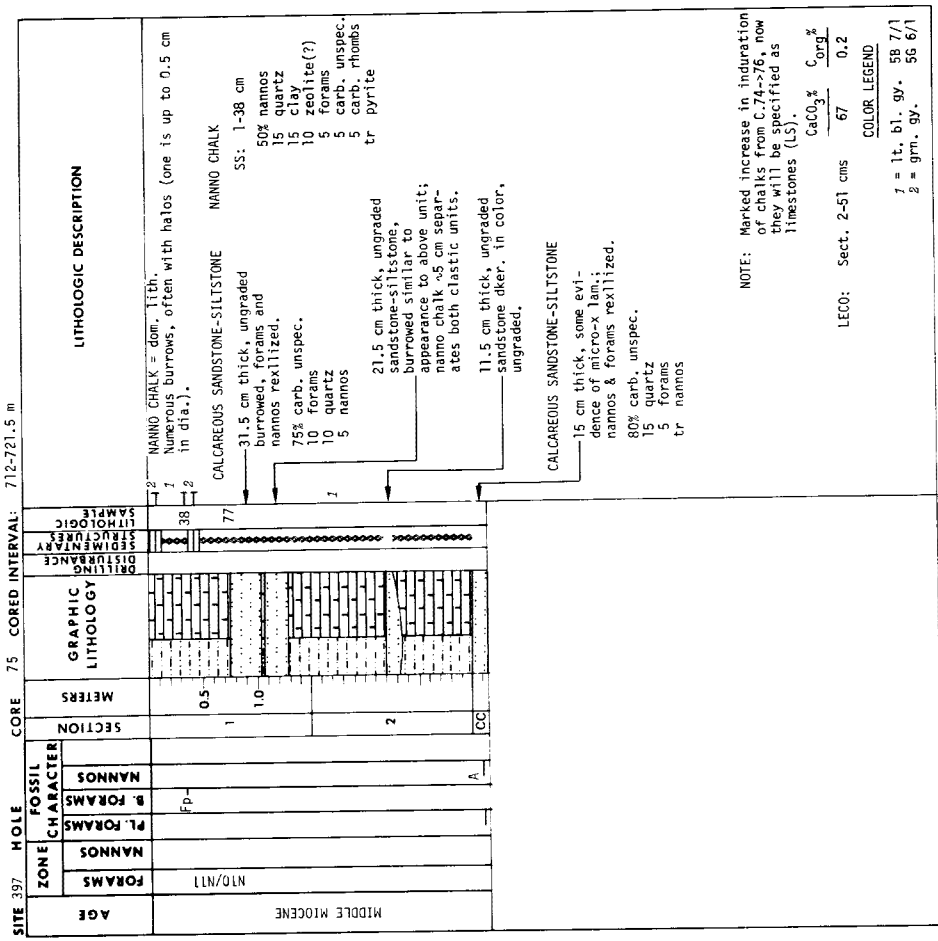 SITE 397 HOLE CORE 75 CORED INTERVAL: 712-721.5 m
AGE
ZONE
FORAMS
NANNOS
FOSSIL CHARACTER
PL. FORAMS
B. FORAMS
NANNOS
SECTION
METERS
GRAPHIC LITHOLOGY
DRILLING DISTURBANCE
SEDIMENTARY STRUCTURES
LITHOLOGIC SAMPLE
LITHOLOGIC DESCRIPTION
MIDDLE MIOCENE
N10/N11
Fp-
A
1
2
CC
0.5
1.0
38
77
2
1
2
1
NANNO CHALK = dom. lith.
Numerous burrows, often with halos (one is up to 0.5 cm
in dia.).
CALCAREOUS SANDSTONE-SILTSTONE
31.5 cm thick, ungraded
burrowed, forams and
nannos rexllized.
75% carb. unspec.
10 forams
10 quartz
5 nannos
NANNO CHALK
SS: 1-38 cm
50% nannos
15 quartz
15 clay
10 zeolite(?)
5 forams
5 carb. unspec.
5 carb. rhombs
tr pyrite
21.5 cm thick, ungraded
sandstone-siltstone,
burrowed similar to
appearance to above unit;
nanno chalk ~5 cm separ-
ates both clastic units.
11.5 cm thick, ungraded
sandstone dker. in color,
ungraded.
CALCAREOUS SANDSTONE-SILTSTONE
15 cm thick, some evi-
dence of micro-x lam.;
nannos & forams rexllized.
80% carb. unspec.
15 quartz
5 forams
tr nannos
NOTE: Marked increase in induration
of chalks from C.74->76, now
they will be specified as
limestones (LS).
CaCO3% Corg%
LECO: Sect. 2-51 cms 67 0.2
COLOR LEGEND
1 = lt. bl. gy. 5B 7/1
2 = grn. gy. 5G 6/1